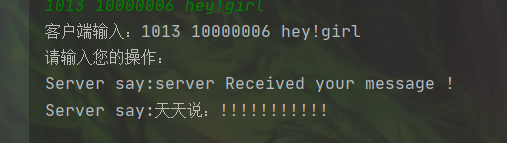 1013 10000006 hey!girl
客户端输入：1013 10000006 hey!girl
请输入您的操作：
Server say:server Received your message !
Server say:天天说：!!!!!!!!!!!